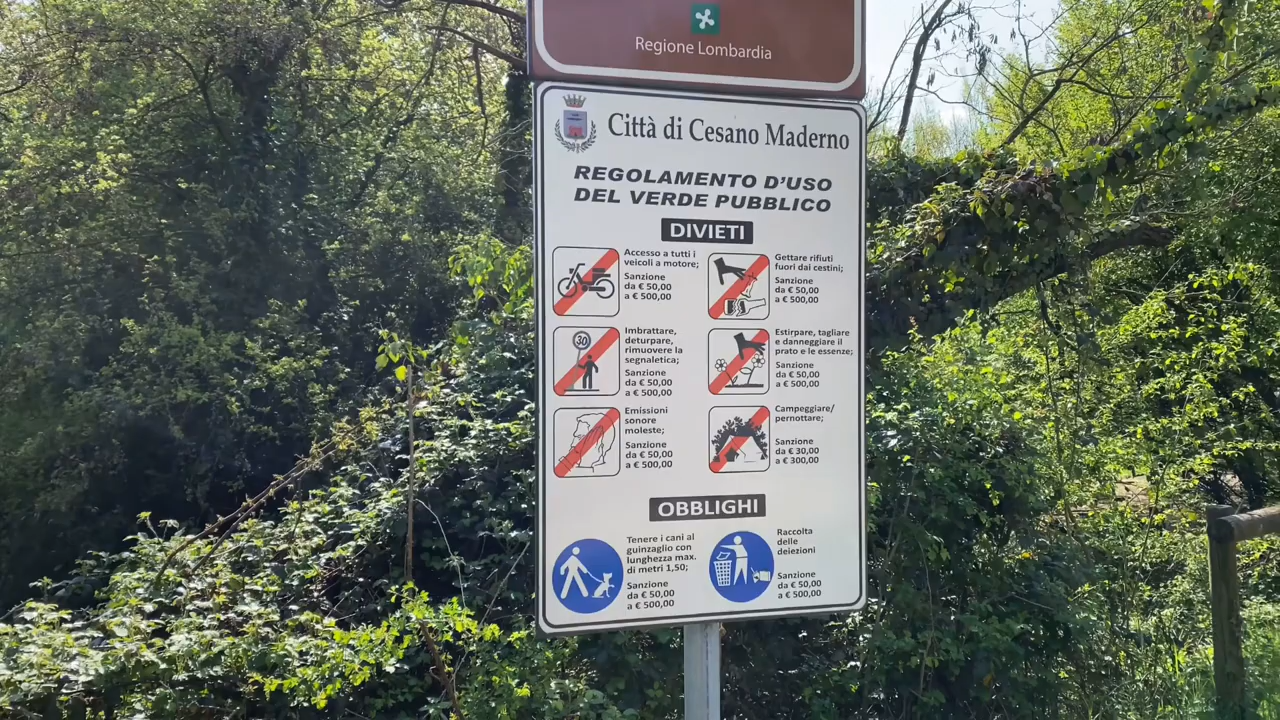 Regione Lombardia
Città di Cesano Maderno
REGOLAMENTO D'USO
DEL VERDE PUBBLICO
DIVIETI
Accesso a tutti i
veicoli a motore;
Sanzione
da € 50,00
a € 500,00
Gettare rifiuti
fuori dai cestini;
Sanzione
da € 50,00
a € 500,00
30
Imbrattare,
deturpare,
rimuovere la
segnaletica;
Sanzione
da € 50,00
a € 500,00
Estirpare, tagliare
e danneggiare il
prato e le essenze;
Sanzione
da € 50,00
a € 500,00
Emissioni
sonore
moleste;
Sanzione
da € 50,00
a € 500,00
Campeggiare/
pernottare;
Sanzione
da € 30,00
a € 300,00
OBBLIGHI
Tenere i cani al
guinzaglio con
lunghezza max.
di metri 1,50;
Sanzione
da € 50,00
a € 500,00
Raccolta
delle
deiezioni
Sanzione
da € 50,00
a € 500,00